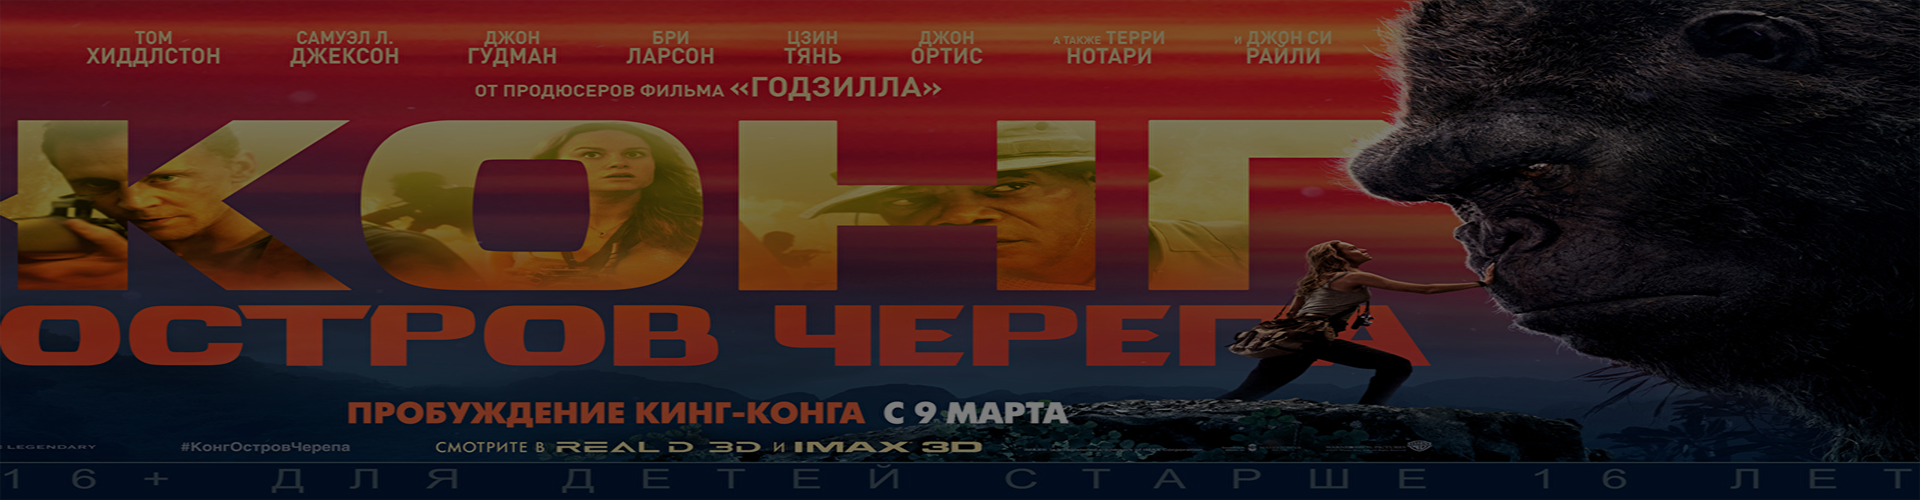 ТОМ ХИДДЛСТОН
САМУЭЛ Л. ДЖЕКСОН
ДЖОН ГУДМАН
БРИ ЛАРСОН
ЦЗИН ТЯНЬ
ДЖОН ОРТИС
А ТАКЖЕ ТЕРРИ НОТАРИ
И ДЖОН СИ РАЙЛИ
ОТ ПРОДЮСЕРОВ ФИЛЬМА «ГОДЗИЛЛА»
КОНГ
ОСТРОВ ЧЕРЕПА
ПРОБУЖДЕНИЕ КИНГ-КОНГА С 9 МАРТА
LEGENDARY
#КонгОстровЧерепа
СМОТРИТЕ В REAL D 3D И IMAX 3D
16+ ДЛЯ ДЕТЕЙ СТАРШЕ 16 ЛЕТ